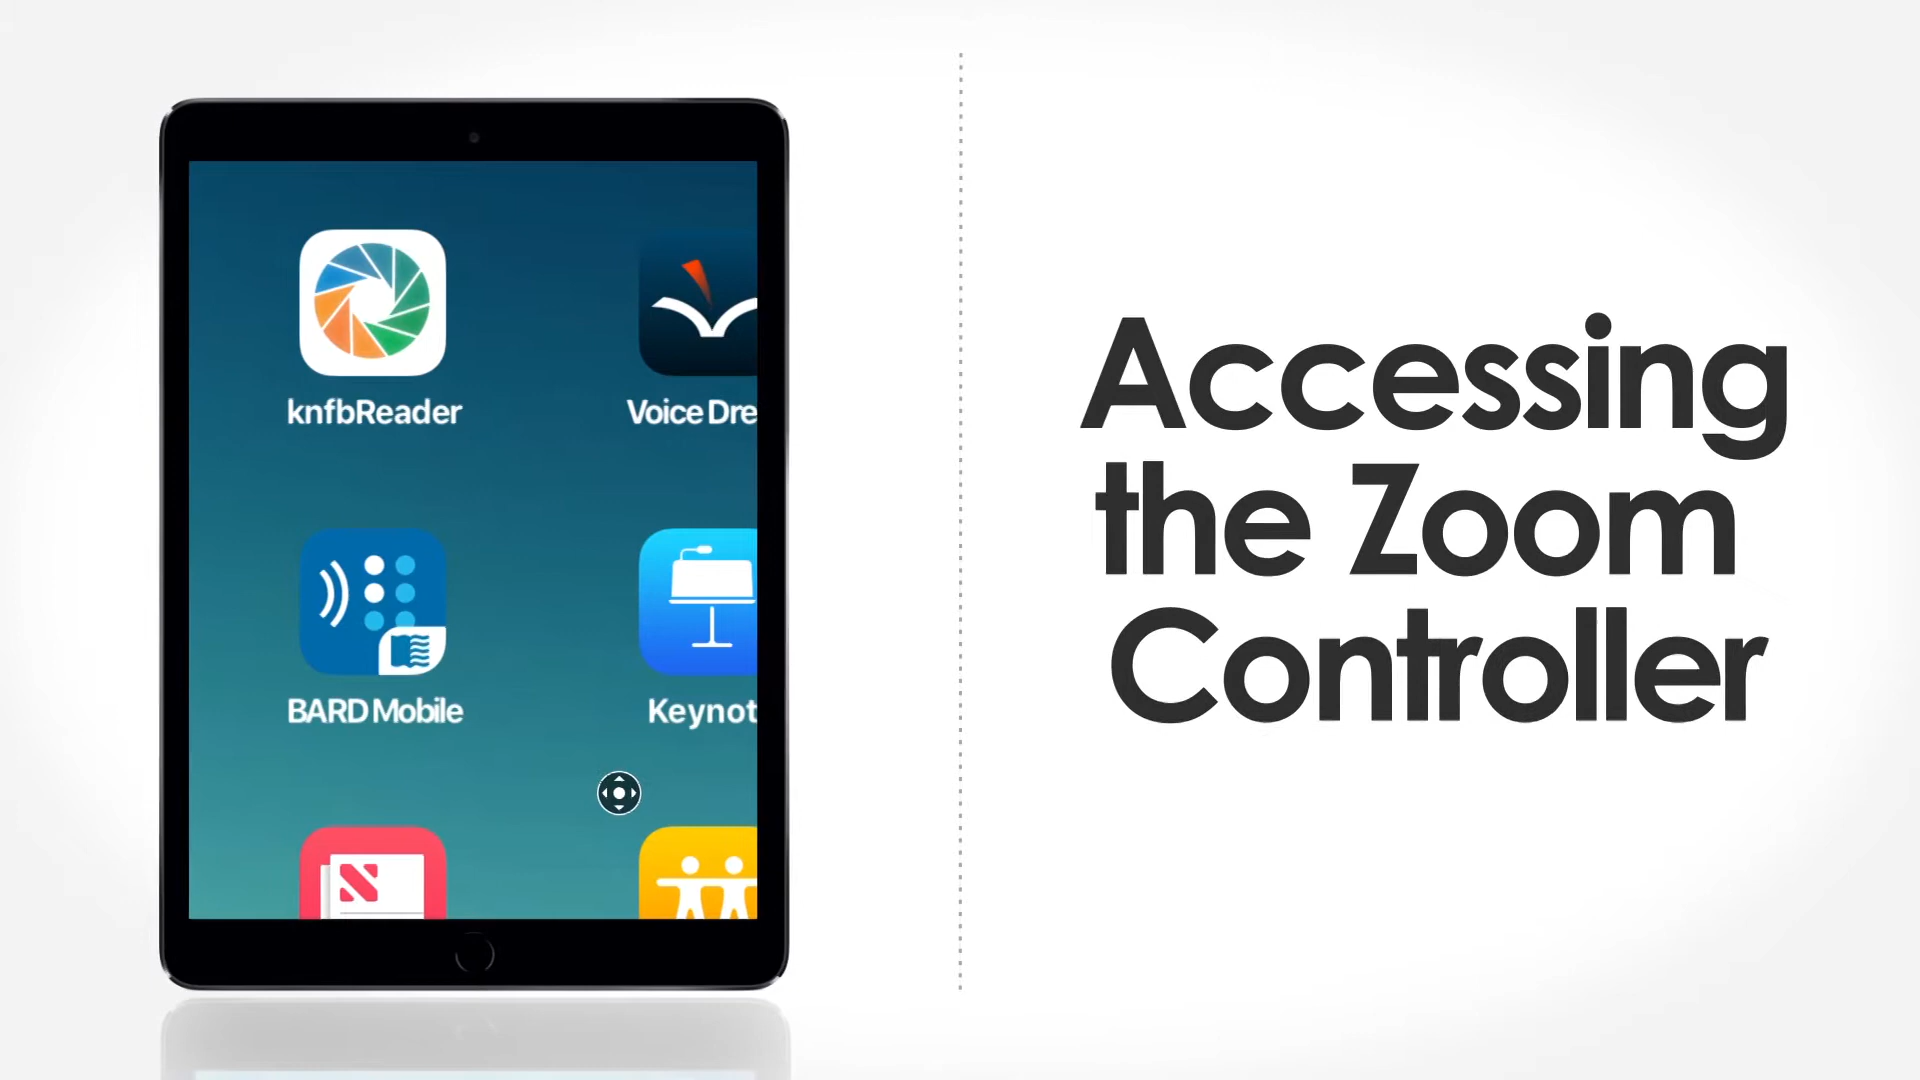 knfbReader
Voice Dre
BARD Mobile
Keynot
Accessing
the Zoom
Controller